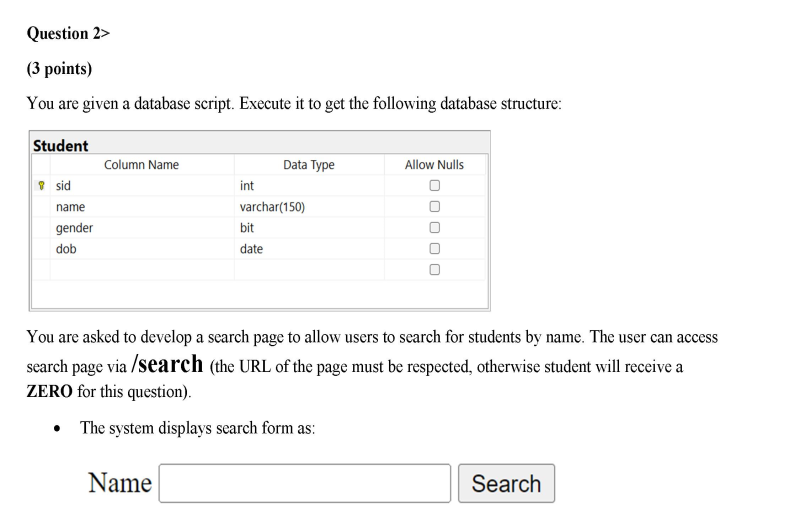 Question 2>
(3 points)
You are given a database script. Execute it to get the following database structure:
Student
Column Name Data Type Allow Nulls
sid int
name varchar(150)
gender bit
dob date
You are asked to develop a search page to allow users to search for students by name. The user can access
search page via /search (the URL of the page must be respected, otherwise student will receive a
ZERO for this question).
• The system displays search form as:
Name Search